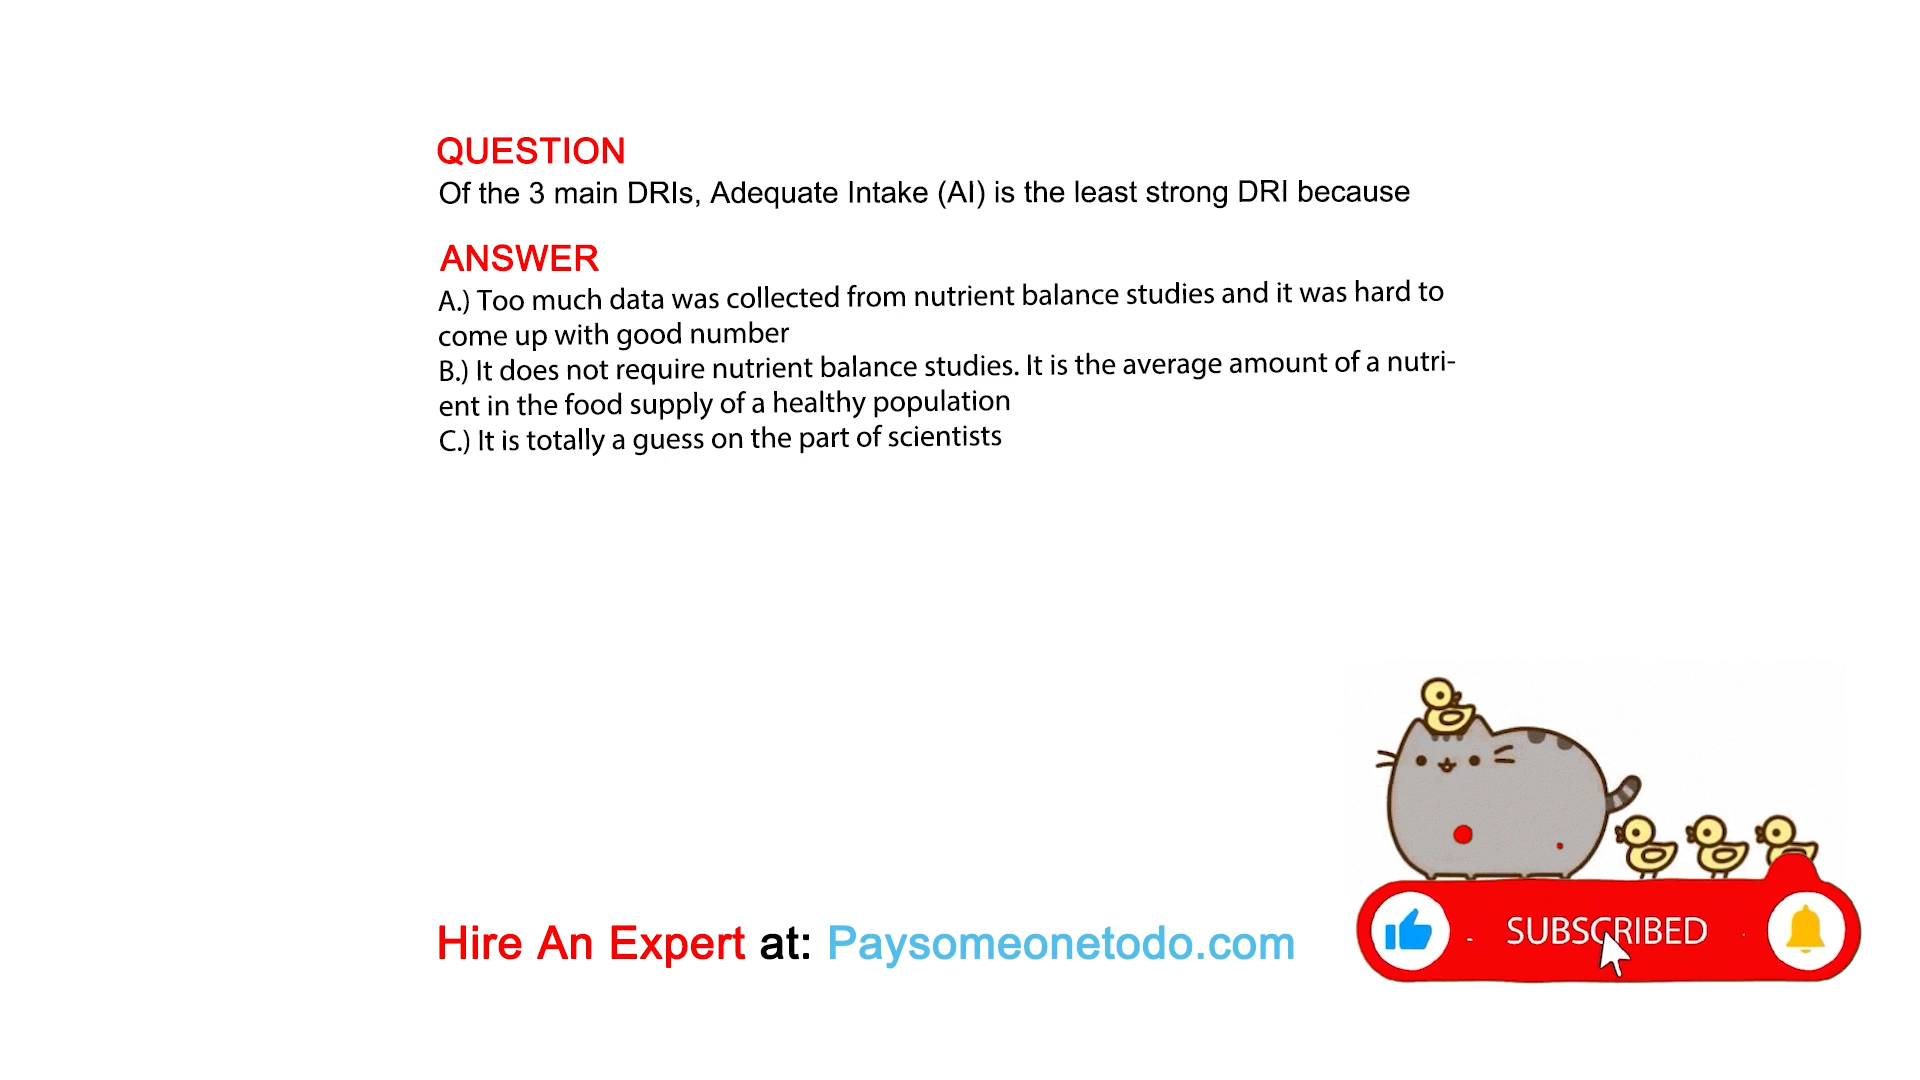 QUESTION
Of the 3 main DRIs, Adequate Intake (AI) is the least strong DRI because
ANSWER
A.) Too much data was collected from nutrient balance studies and it was hard to
come up with good number
B.) It does not require nutrient balance studies. It is the average amount of a nutri-
ent in the food supply of a healthy population
C.) It is totally a guess on the part of scientists
Hire An Expert at: Paysomeonetodo.com
SUBSCRIBED